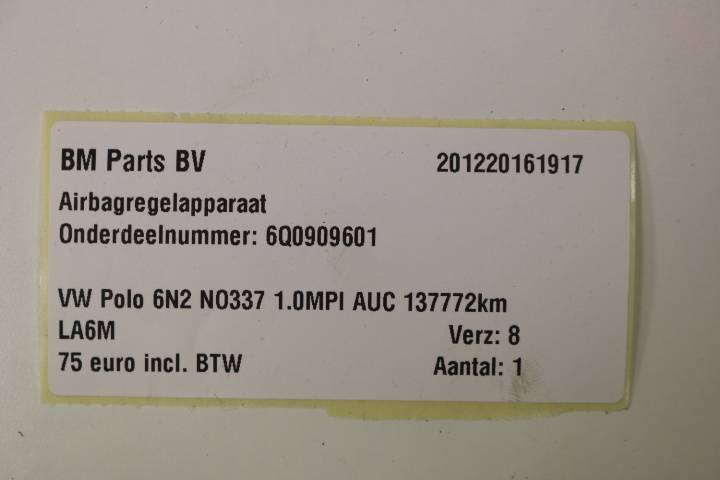 BM Parts BV 201220161917
Airbagregelapparaat
Onderdeelnummer: 6Q0909601
VW Polo 6N2 NO337 1.0MPI AUC 137772km
LA6M Verz: 8
75 euro incl. BTW Aantal: 1